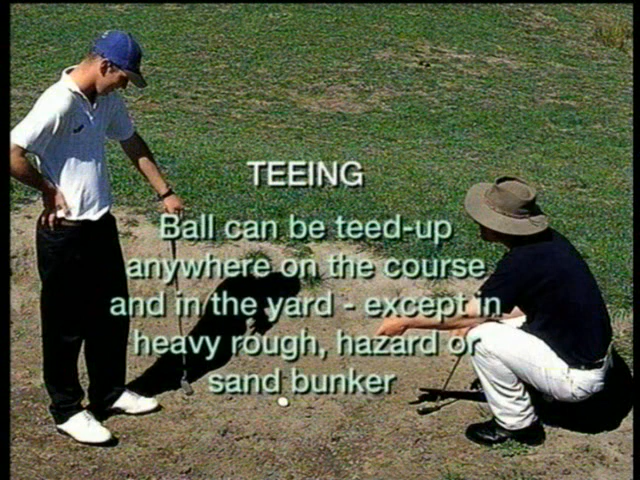 TEEING
Ball can be teed-up
anywhere on the course
and in the yard - except in
heavy rough, hazard or
sand bunker